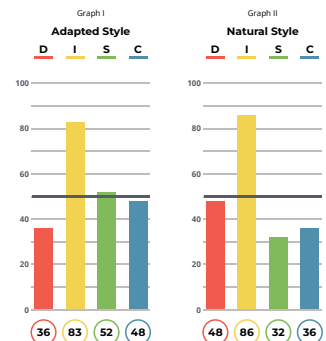 Graph I
Adapted Style
D I S C
100
80
60
40
20
0
36 83 52 48
Graph II
Natural Style
D I S C
100
80
60
40
20
0
48 86 32 36